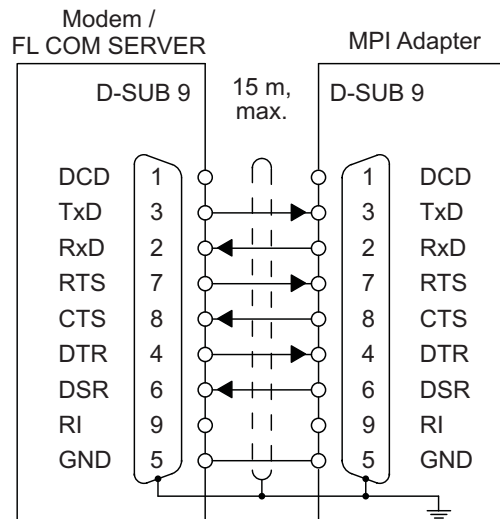 Modem /
FL COM SERVER
MPI Adapter
D-SUB 9
15 m,
max.
D-SUB 9
DCD 1 1 DCD
TxD 3 3 TxD
RxD 2 2 RxD
RTS 7 7 RTS
CTS 8 8 CTS
DTR 4 4 DTR
DSR 6 6 DSR
RI 9 9 RI
GND 5 5 GND